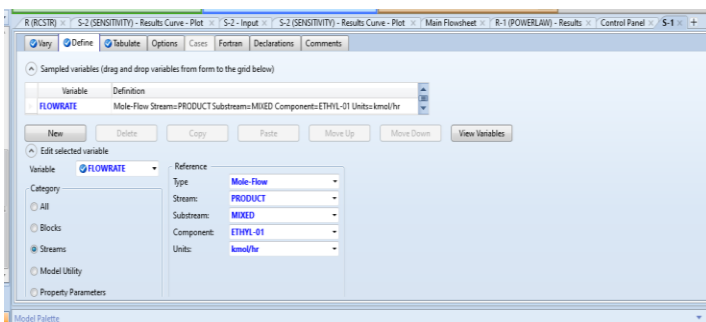 R (RCSTR) × S-2 (SENSITIVITY) - Results Curve - Plot × S-2 - Input × S-2 (SENSITIVITY) - Results Curve - Plot × Main Flowsheet × R-1 (POWERLAW) - Results × Control Panel × S-1 × +
Vary Define Tabulate Options Cases Fortran Declarations Comments
Sampled variables (drag and drop variables from form to the grid below)
Variable Definition
FLOWRATE Mole-Flow Stream=PRODUCT Substream=MIXED Component=ETHYL-01 Units=kmol/hr
New Delete Copy Paste Move Up Move Down View Variables
Edit selected variable
Variable FLOWRATE
Category
All
Blocks
Streams
Model Utility
Property Parameters
Reference
Type Mole-Flow
Stream: PRODUCT
Substream: MIXED
Component: ETHYL-01
Units: kmol/hr
Model Palette